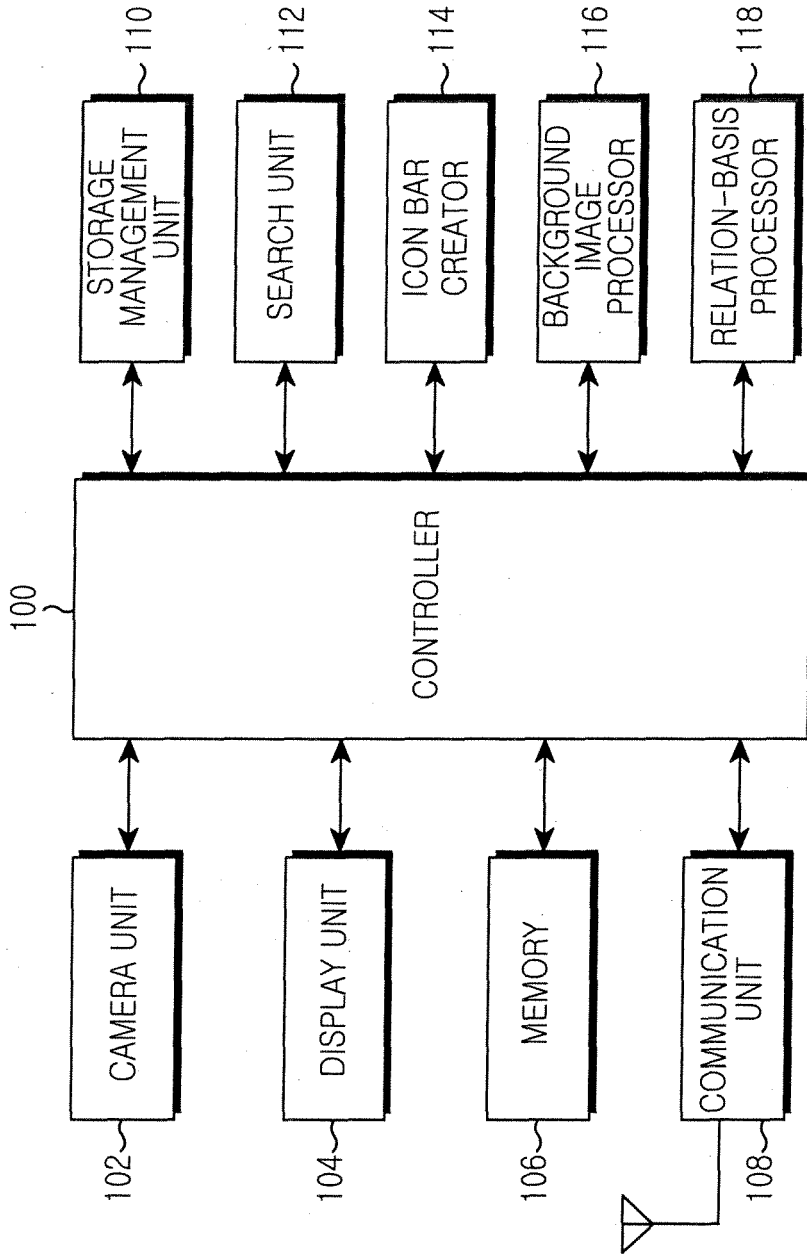 100
CONTROLLER
CAMERA UNIT
102
DISPLAY UNIT
104
MEMORY
106
COMMUNICATION
UNIT
108
STORAGE
MANAGEMENT
UNIT
110
SEARCH UNIT
112
ICON BAR
CREATOR
114
BACKGROUND
IMAGE
PROCESSOR
116
RELATION-BASIS
PROCESSOR
118